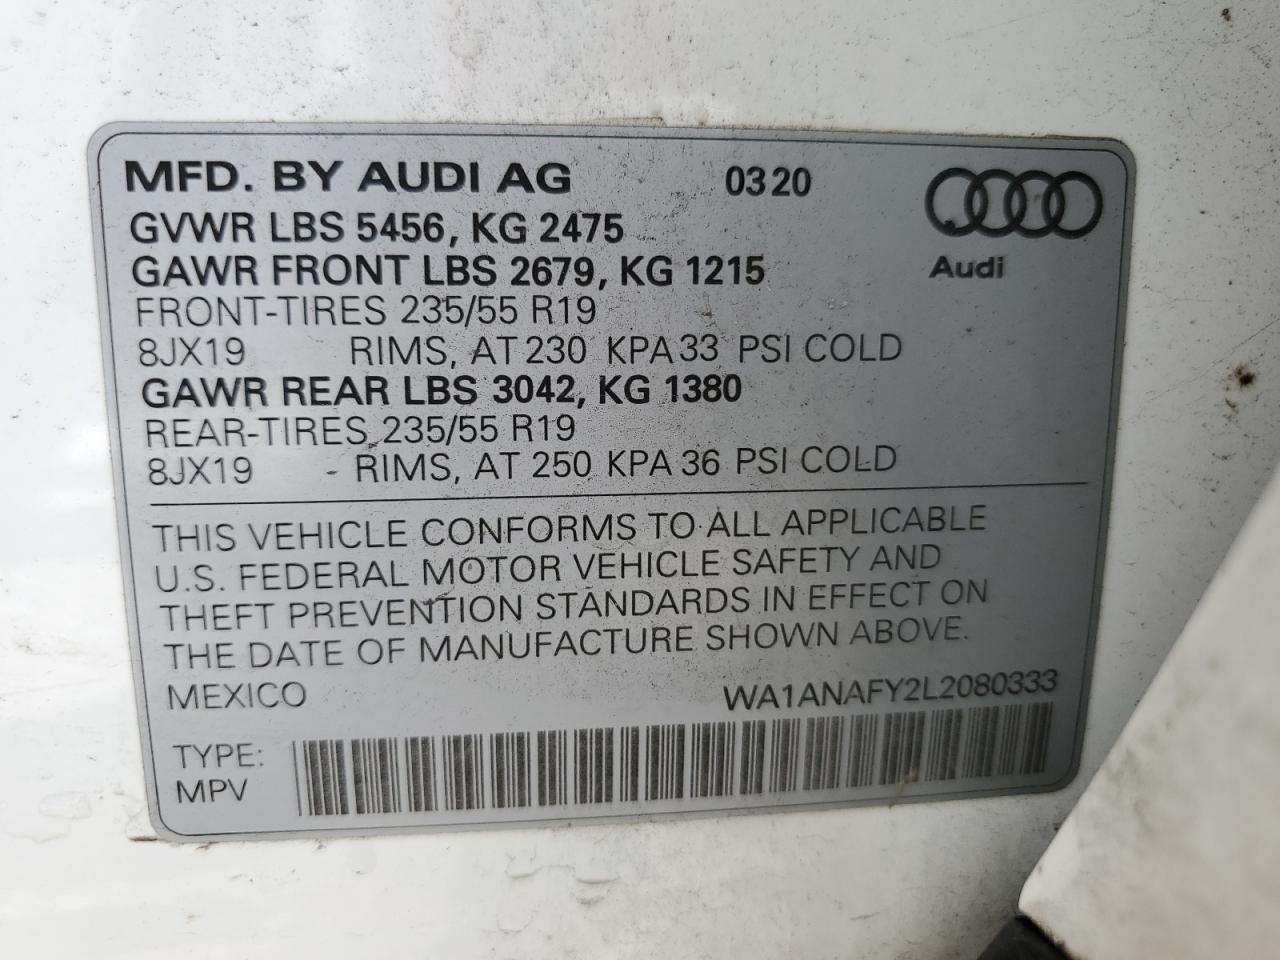 MFD. BY AUDI AG 0320
GVWR LBS 5456, KG 2475
GAWR FRONT LBS 2679, KG 1215
Audi
FRONT-TIRES 235/55 R19
8JX19 RIMS, AT 230 KPA 33 PSI COLD
GAWR REAR LBS 3042, KG 1380
REAR-TIRES 235/55 R19
8JX19 - RIMS, AT 250 KPA 36 PSI COLD
THIS VEHICLE CONFORMS TO ALL APPLICABLE
U.S. FEDERAL MOTOR VEHICLE SAFETY AND
THEFT PREVENTION STANDARDS IN EFFECT ON
THE DATE OF MANUFACTURE SHOWN ABOVE.
MEXICO WA1ANAFY2L2080333
TYPE:
MPV